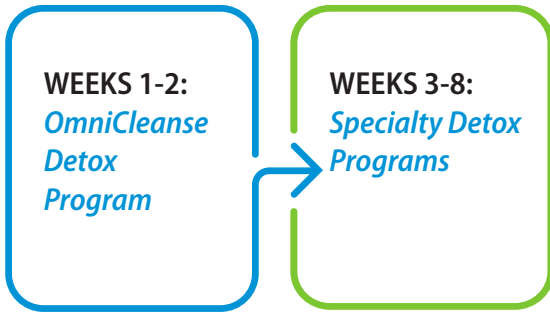 WEEKS 1-2:
OmniCleanse
Detox
Program
WEEKS 3-8:
Specialty Detox
Programs